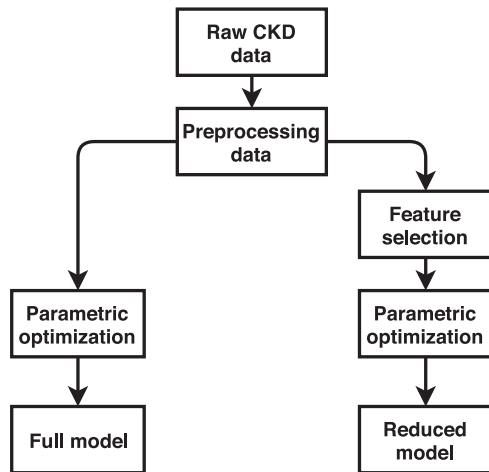 Raw CKD
data
Preprocessing
data
Feature
selection
Parametric
optimization
Parametric
optimization
Full model
Reduced
model